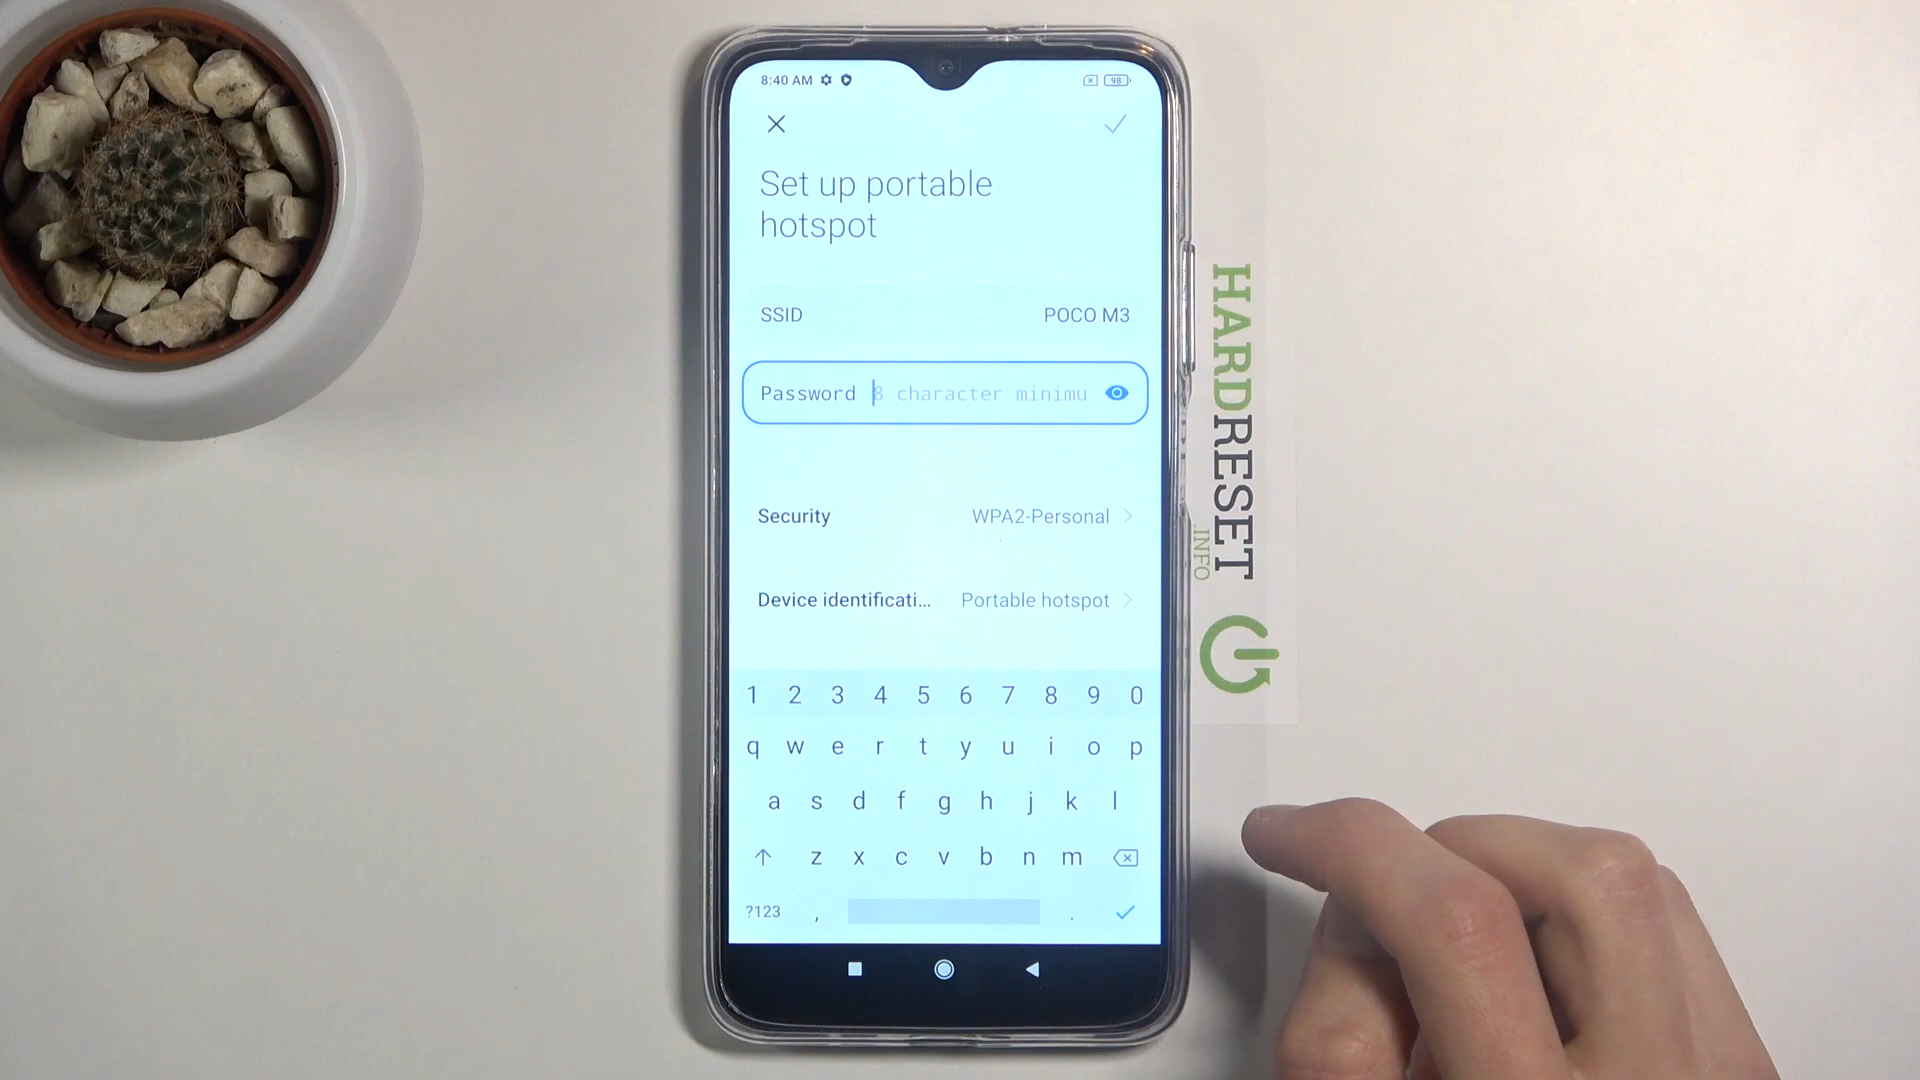 8:40 AM
98
Set up portable
hotspot
SSID POCO M3
Password 8 character minimu
Security WPA2-Personal
Device identificati... Portable hotspot
1 2 3 4 5 6 7 8 9 0
q w e r t y u i o p
a s d f g h j k l
z x c v b n m
?123 , .
HARDRESET
.INFO